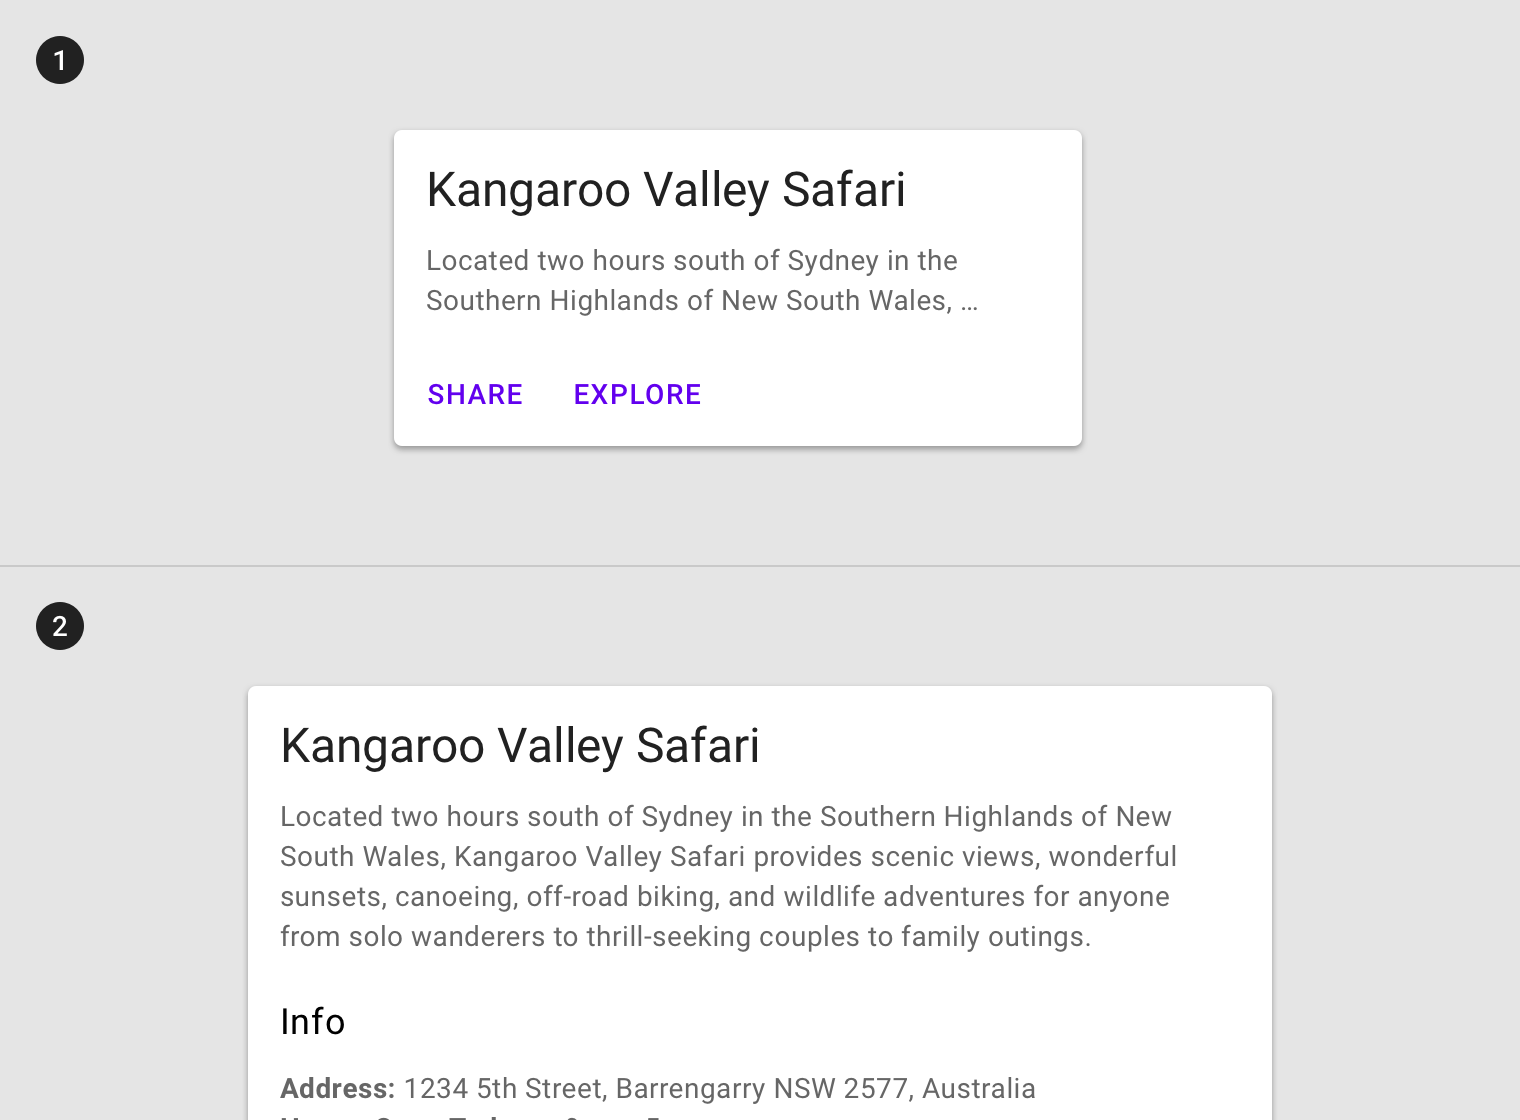 1
Kangaroo Valley Safari
Located two hours south of Sydney in the
Southern Highlands of New South Wales, …
SHARE EXPLORE
2
Kangaroo Valley Safari
Located two hours south of Sydney in the Southern Highlands of New
South Wales, Kangaroo Valley Safari provides scenic views, wonderful
sunsets, canoeing, off-road biking, and wildlife adventures for anyone
from solo wanderers to thrill-seeking couples to family outings.
Info
Address: 1234 5th Street, Barrengarry NSW 2577, Australia